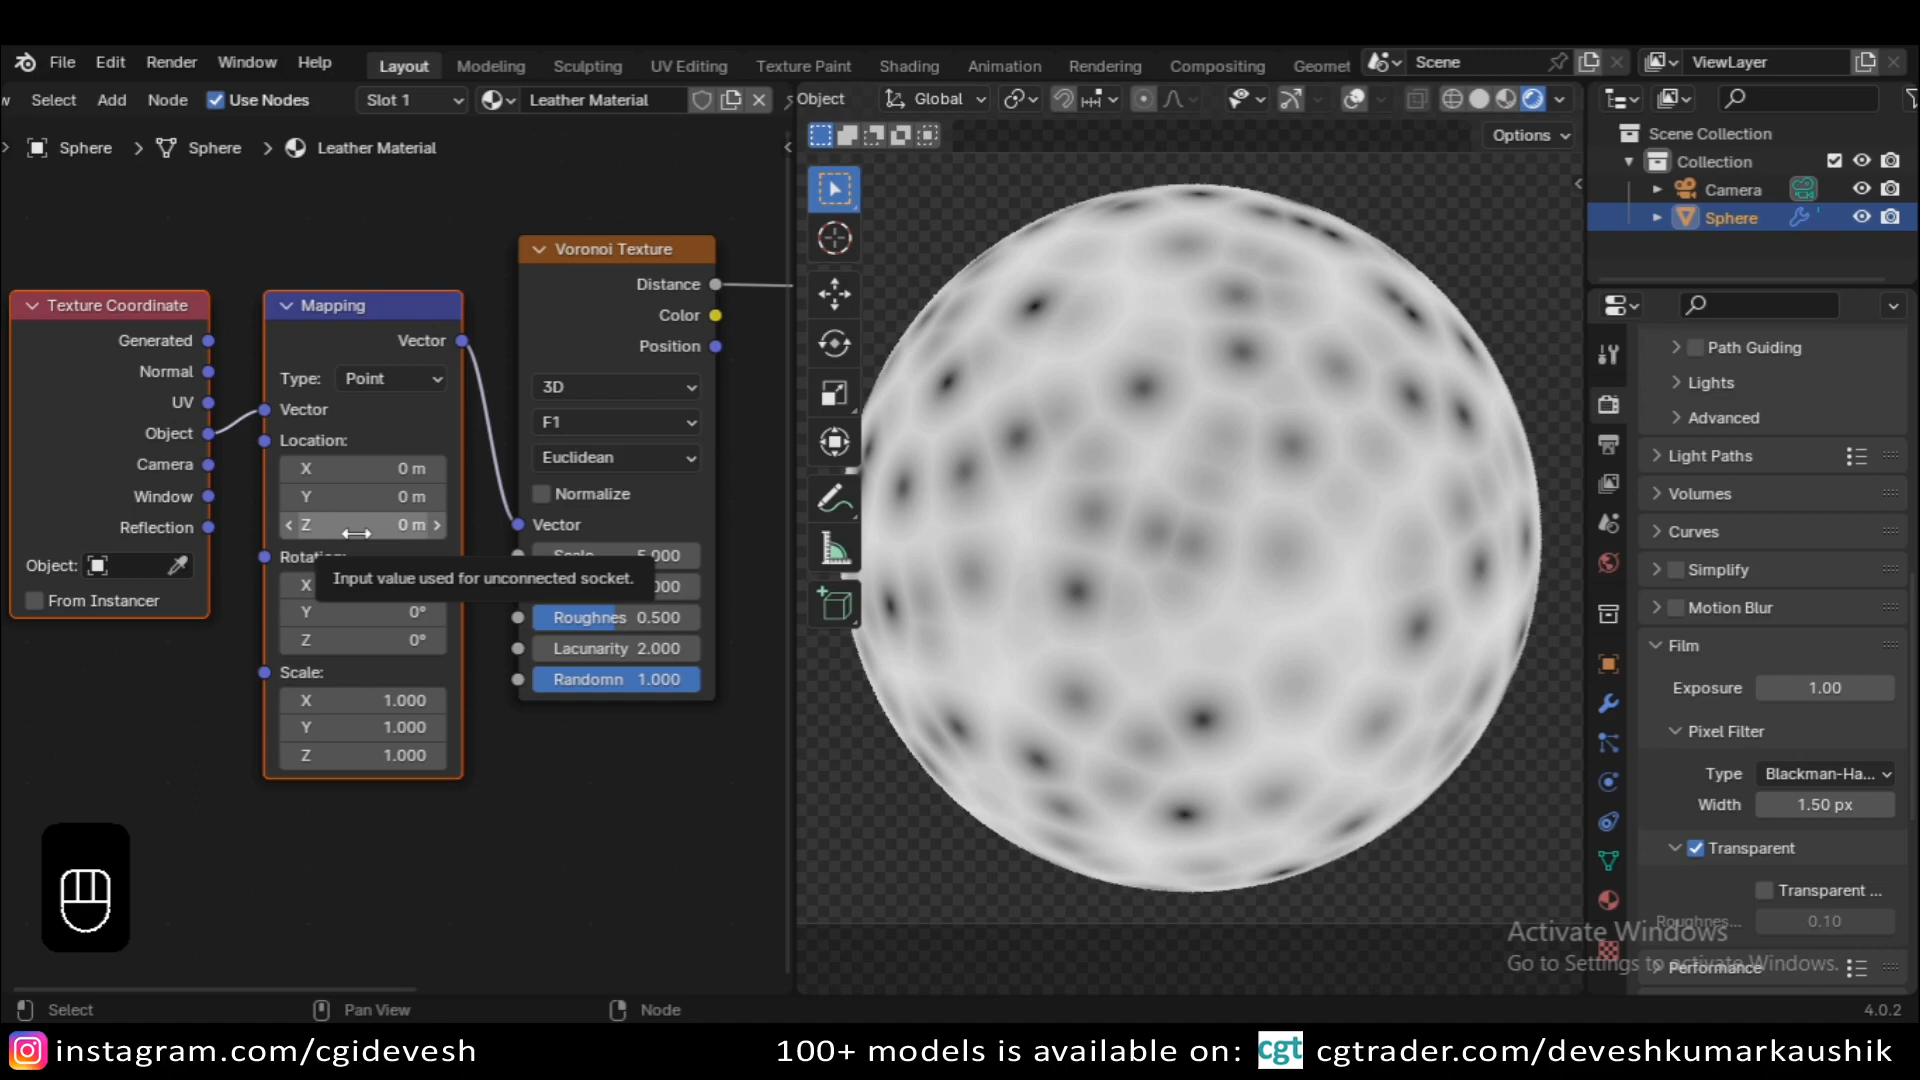 File Edit Render Window Help Layout Modeling Sculpting UV Editing Texture Paint Shading Animation Rendering Compositing Geomet Scene ViewLayer
Select Add Node Use Nodes Slot 1 Leather Material Object Global
Options
Sphere > Sphere > Leather Material
Texture Coordinate
Generated
Normal
UV
Object
Camera
Window
Reflection
Object:
From Instancer
Mapping
Vector
Type: Point
Vector
Location:
X 0 m
Y 0 m
Z 0 m
Input value used for unconnected socket.
X
Y 0°
Z 0°
Scale:
X 1.000
Y 1.000
Z 1.000
Voronoi Texture
Distance
Color
Position
3D
F1
Euclidean
Normalize
Vector
Scale 5.000
Roughnes 0.500
Lacunarity 2.000
Randomn 1.000
Scene Collection
Collection
Camera
Sphere
Path Guiding
Lights
Advanced
Light Paths
Volumes
Curves
Simplify
Motion Blur
Film
Exposure 1.00
Pixel Filter
Type Blackman-Ha...
Width 1.50 px
Transparent
Transparent ...
Roughnes... 0.10
Performance
Activate Windows
Go to Settings to activate Windows.
Select Pan View Node 4.0.2
instagram.com/cgidevesh 100+ models is available on: cgt cgtrader.com/deveshkumarkaushik